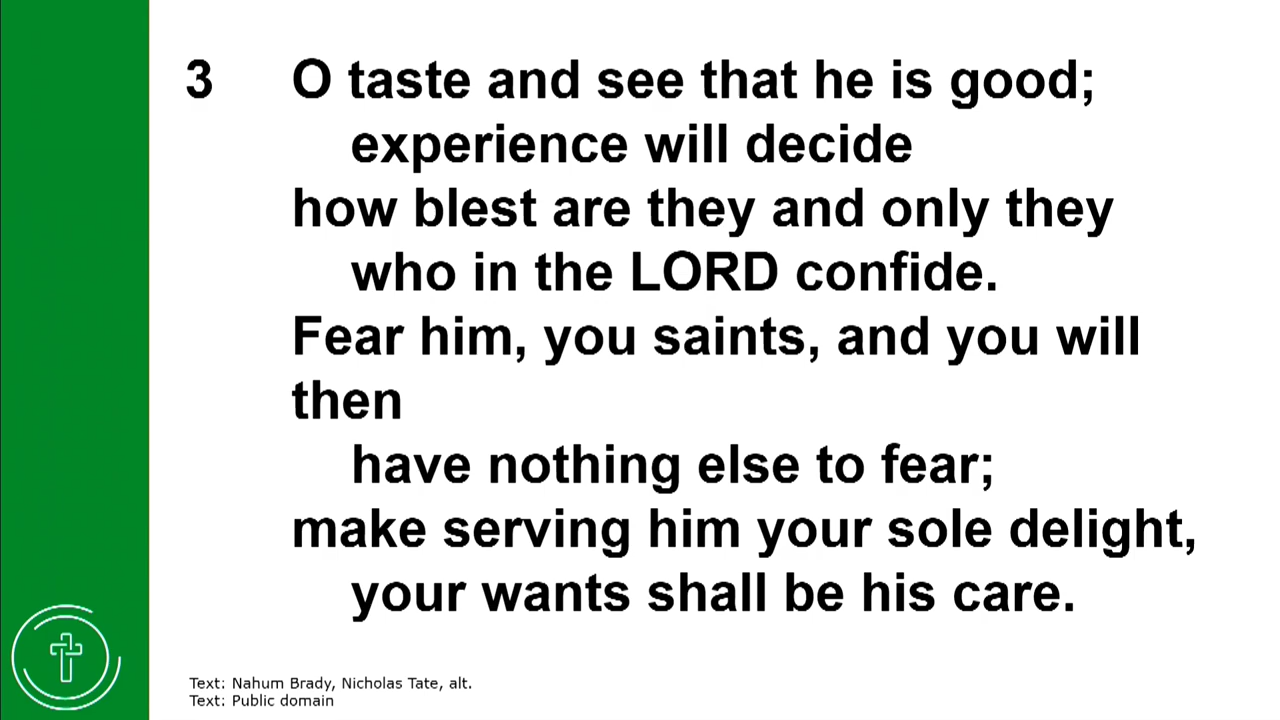 3 O taste and see that he is good;
experience will decide
how blest are they and only they
who in the LORD confide.
Fear him, you saints, and you will
then
have nothing else to fear;
make serving him your sole delight,
your wants shall be his care.
Text: Nahum Brady, Nicholas Tate, alt.
Text: Public domain